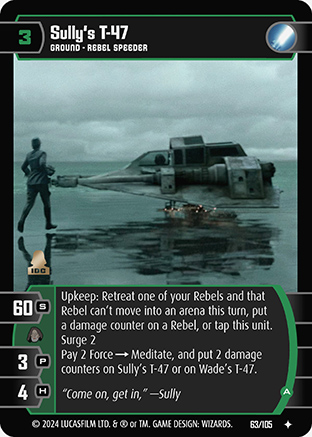 3
Sully's T-47
GROUND - REBEL SPEEDER
IDC
60 S
3 P
4 H
Upkeep: Retreat one of your Rebels and that
Rebel can't move into an arena this turn, put
a damage counter on a Rebel, or tap this unit.
Surge 2
Pay 2 Force → Meditate, and put 2 damage
counters on Sully's T-47 or on Wade's T-47.
"Come on, get in," —Sully
A
© 2024 LUCASFILM LTD. & ® or TM. GAME DESIGN: WIZARDS. 63/105